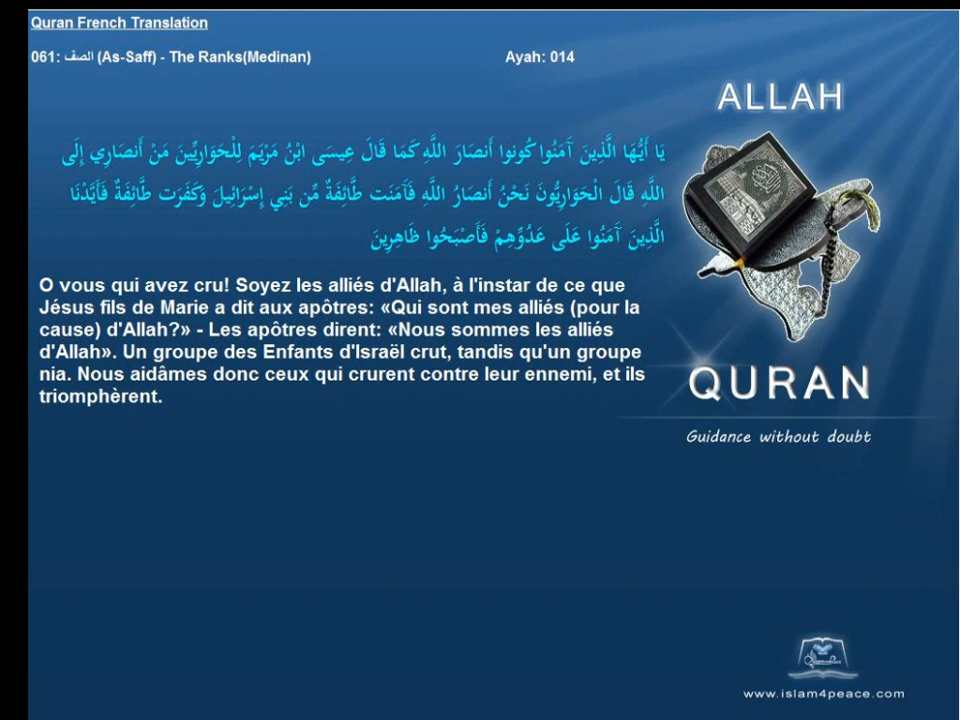 Quran French Translation
061: الصف (As-Saff) - The Ranks(Medinan)
Ayah: 014
ALLAH
يَا أَيُّهَا الَّذِينَ آمَنُوا كُونوا أَنصَارَ اللَّهِ كَمَا قَالَ عِيسَى ابْنُ مَرْيَمَ لِلْحَوَارِيِّينَ مَنْ أَنصَارِي إِلَى
اللَّهِ قَالَ الْحَوَارِيُّونَ نَحْنُ أَنصَارُ اللَّهِ فَآمَنَت طَّائِفَةٌ مِّن بَنِي إِسْرَائِيلَ وَكَفَرَت طَّائِفَةٌ فَأَيَّدْنَا
الَّذِينَ آمَنُوا عَلَى عَدُوِّهِمْ فَأَصْبَحُوا ظَاهِرِينَ
O vous qui avez cru! Soyez les alliés d'Allah, à l'instar de ce que
Jésus fils de Marie a dit aux apôtres: «Qui sont mes alliés (pour la
cause) d'Allah?» - Les apôtres dirent: «Nous sommes les alliés
d'Allah». Un groupe des Enfants d'Israël crut, tandis qu'un groupe
nia. Nous aidâmes donc ceux qui crurent contre leur ennemi, et ils
triomphèrent.
QURAN
Guidance without doubt
www.islam4peace.com